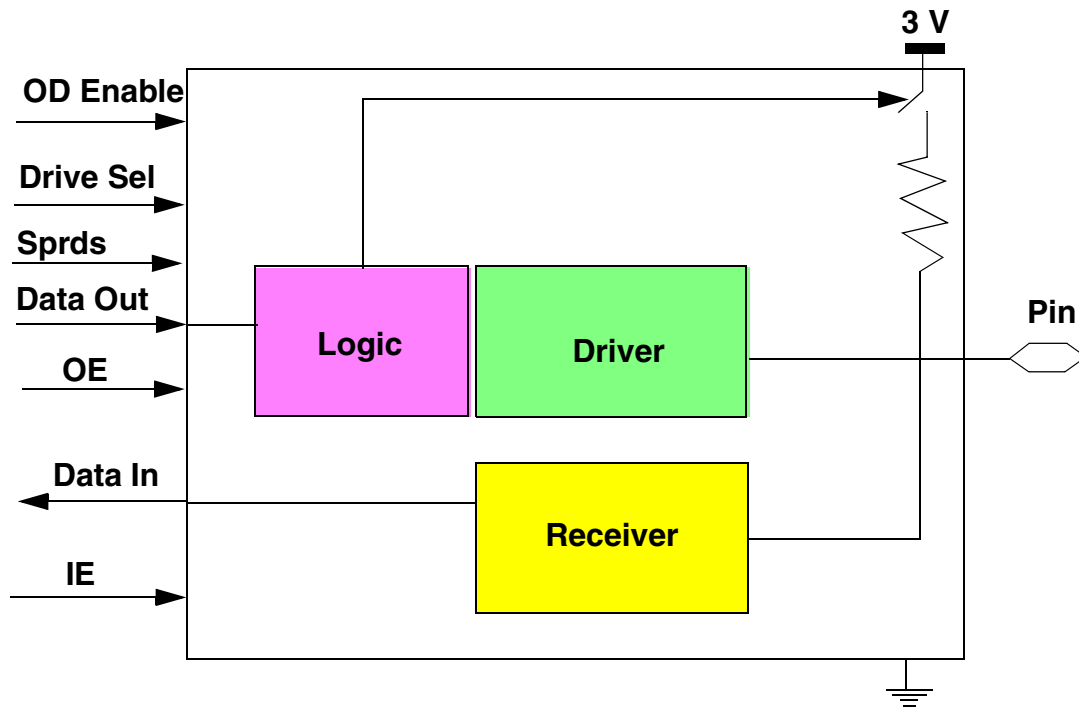 3 V
OD Enable
Drive Sel
Sprds
Data Out
Pin
Logic
Driver
OE
Data In
Receiver
IE